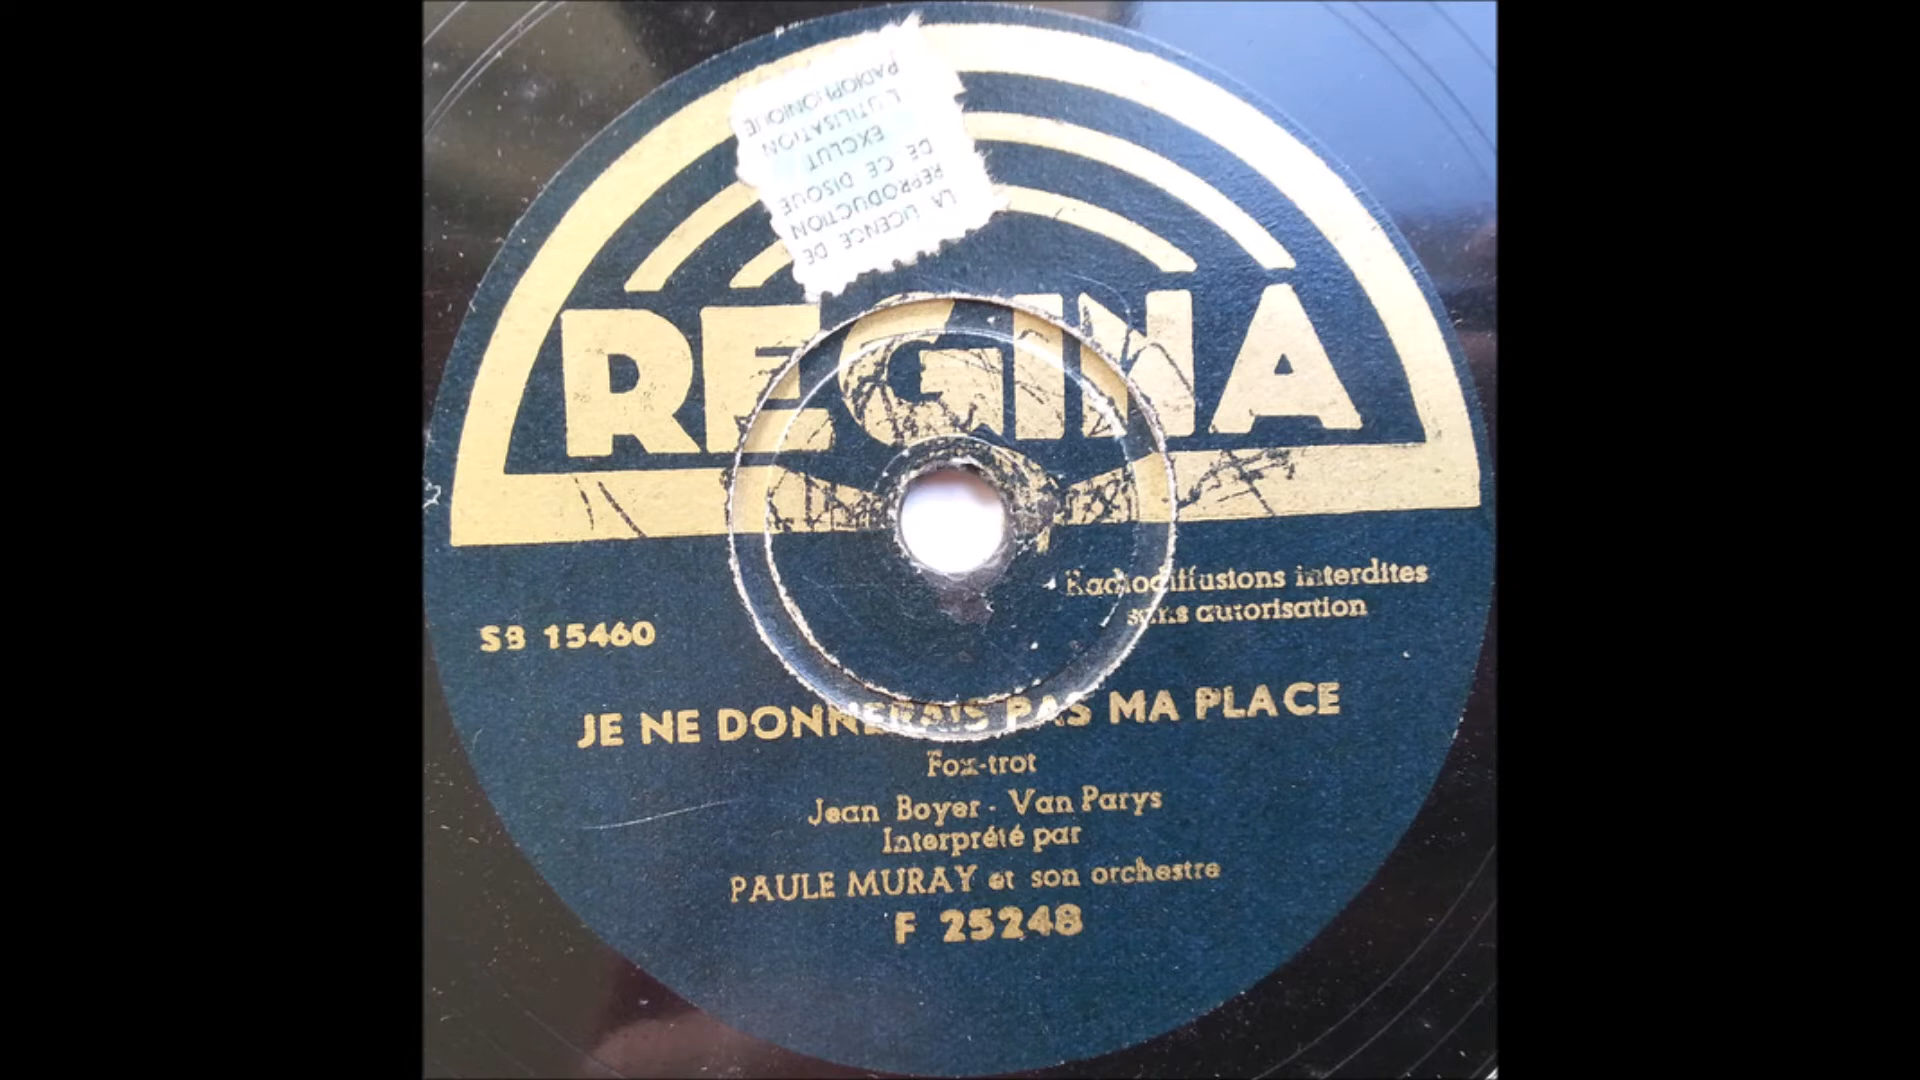 LA LICENCE DE
REPRODUCTION
DE CE DISQUE
EXCLUT
L'UTILISATION
RADIOPHONIQUE
REGINA
Radiodiffusions interdites
sans autorisation
SB 15460
JE NE DONNERAIS PAS MA PLACE
Fox-trot
Jean Boyer - Van Parys
Interprété par
PAULE MURAY et son orchestre
F 25248